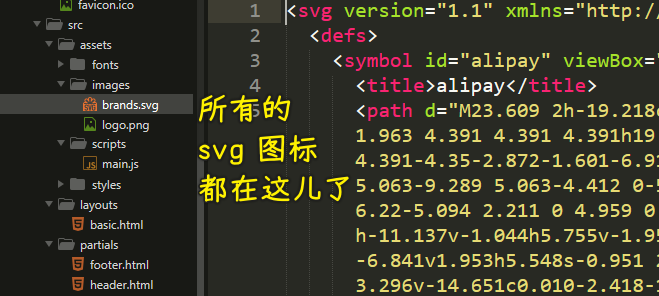 favicon.ico
src
assets
fonts
images
brands.svg
logo.png
scripts
main.js
styles
layouts
basic.html
partials
footer.html
header.html
所有的
svg 图标
都在这儿了
1 <svg version="1.1" xmlns="http:/
2 <defs>
3 <symbol id="alipay" viewBox="
4 <title>alipay</title>
<path d="M23.609 2h-19.218
1.963 4.391 4.391 4.391h19
4.391-4.35-2.872-1.601-6.9
5.063-9.289 5.063-4.412 0-5
6.22-5.094 2.211 0 4.959 0
h-11.137v-1.044h5.755v-1.95
-6.841v1.953h5.548s-0.951 2
3.296v-14.651c0.010-2.418-